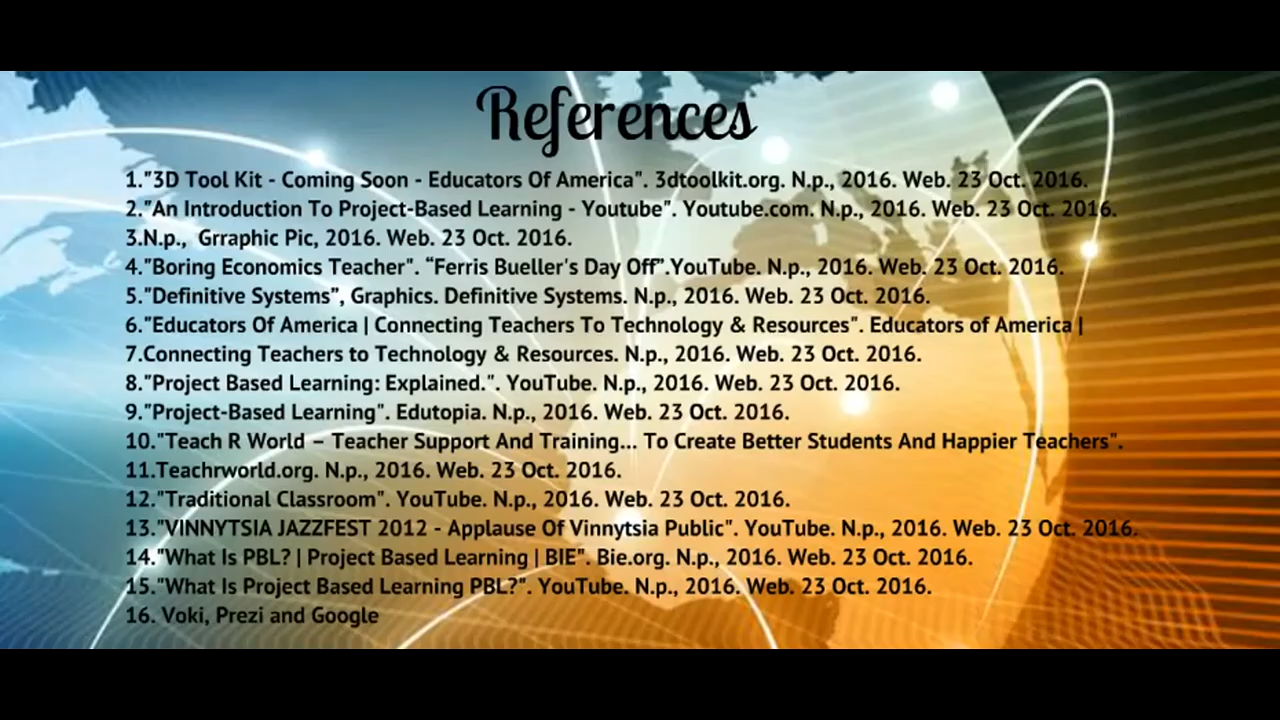 References
1."3D Tool Kit - Coming Soon - Educators Of America". 3dtoolkit.org. N.p., 2016. Web. 23 Oct. 2016.
2."An Introduction To Project-Based Learning - Youtube". Youtube.com. N.p., 2016. Web. 23 Oct. 2016.
3.N.p.,  Grraphic Pic, 2016. Web. 23 Oct. 2016.
4."Boring Economics Teacher". “Ferris Bueller's Day Off”.YouTube. N.p., 2016. Web. 23 Oct. 2016.
5."Definitive Systems”, Graphics. Definitive Systems. N.p., 2016. Web. 23 Oct. 2016.
6."Educators Of America | Connecting Teachers To Technology & Resources". Educators of America |
7.Connecting Teachers to Technology & Resources. N.p., 2016. Web. 23 Oct. 2016.
8."Project Based Learning: Explained.". YouTube. N.p., 2016. Web. 23 Oct. 2016.
9."Project-Based Learning". Edutopia. N.p., 2016. Web. 23 Oct. 2016.
10."Teach R World – Teacher Support And Training... To Create Better Students And Happier Teachers".
11.Teachrworld.org. N.p., 2016. Web. 23 Oct. 2016.
12."Traditional Classroom". YouTube. N.p., 2016. Web. 23 Oct. 2016.
13."VINNYTSIA JAZZFEST 2012 - Applause Of Vinnytsia Public". YouTube. N.p., 2016. Web. 23 Oct. 2016.
14."What Is PBL? | Project Based Learning | BIE". Bie.org. N.p., 2016. Web. 23 Oct. 2016.
15."What Is Project Based Learning PBL?". YouTube. N.p., 2016. Web. 23 Oct. 2016.
16. Voki, Prezi and Google